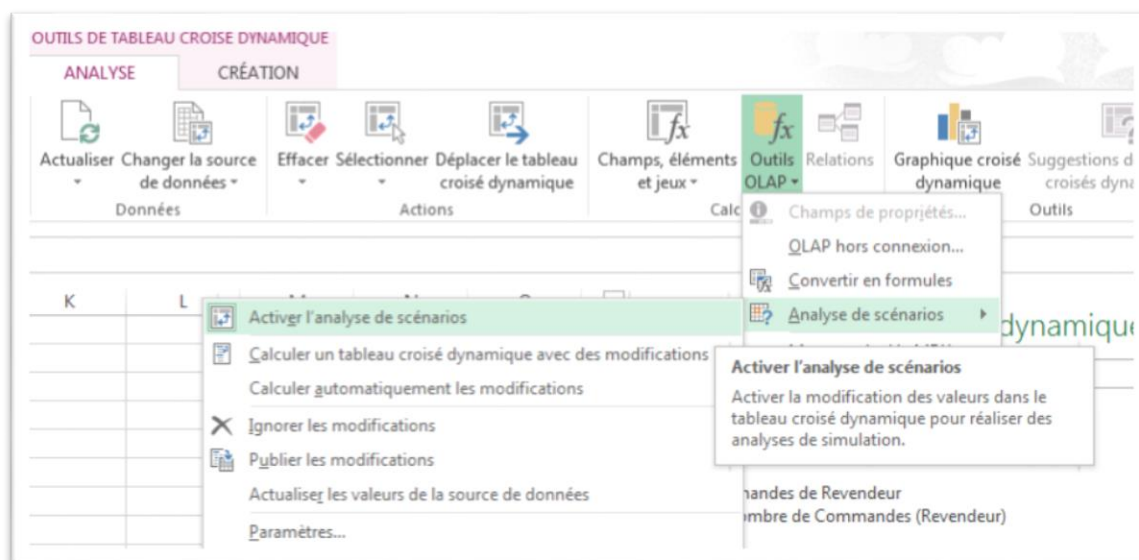 OUTILS DE TABLEAU CROISE DYNAMIQUE
ANALYSE CRÉATION
Actualiser Changer la source de données Effacer Sélectionner Déplacer le tableau croisé dynamique Champs, éléments et jeux Outils OLAP Relations Graphique croisé dynamique Suggestions
croisés
Données Actions Outils
Champs de propriétés...
OLAP hors connexion...
Convertir en formules
Analyse de scénarios
K L
Activer l'analyse de scénarios
Calculer un tableau croisé dynamique avec des modifications
Calculer automatiquement les modifications
Ignorer les modifications
Publier les modifications
Actualiser les valeurs de la source de données
Paramètres...
Activer l'analyse de scénarios
Activer la modification des valeurs dans le
tableau croisé dynamique pour réaliser des
analyses de simulation.
dynamique
de Revendeur
de Commandes (Revendeur)